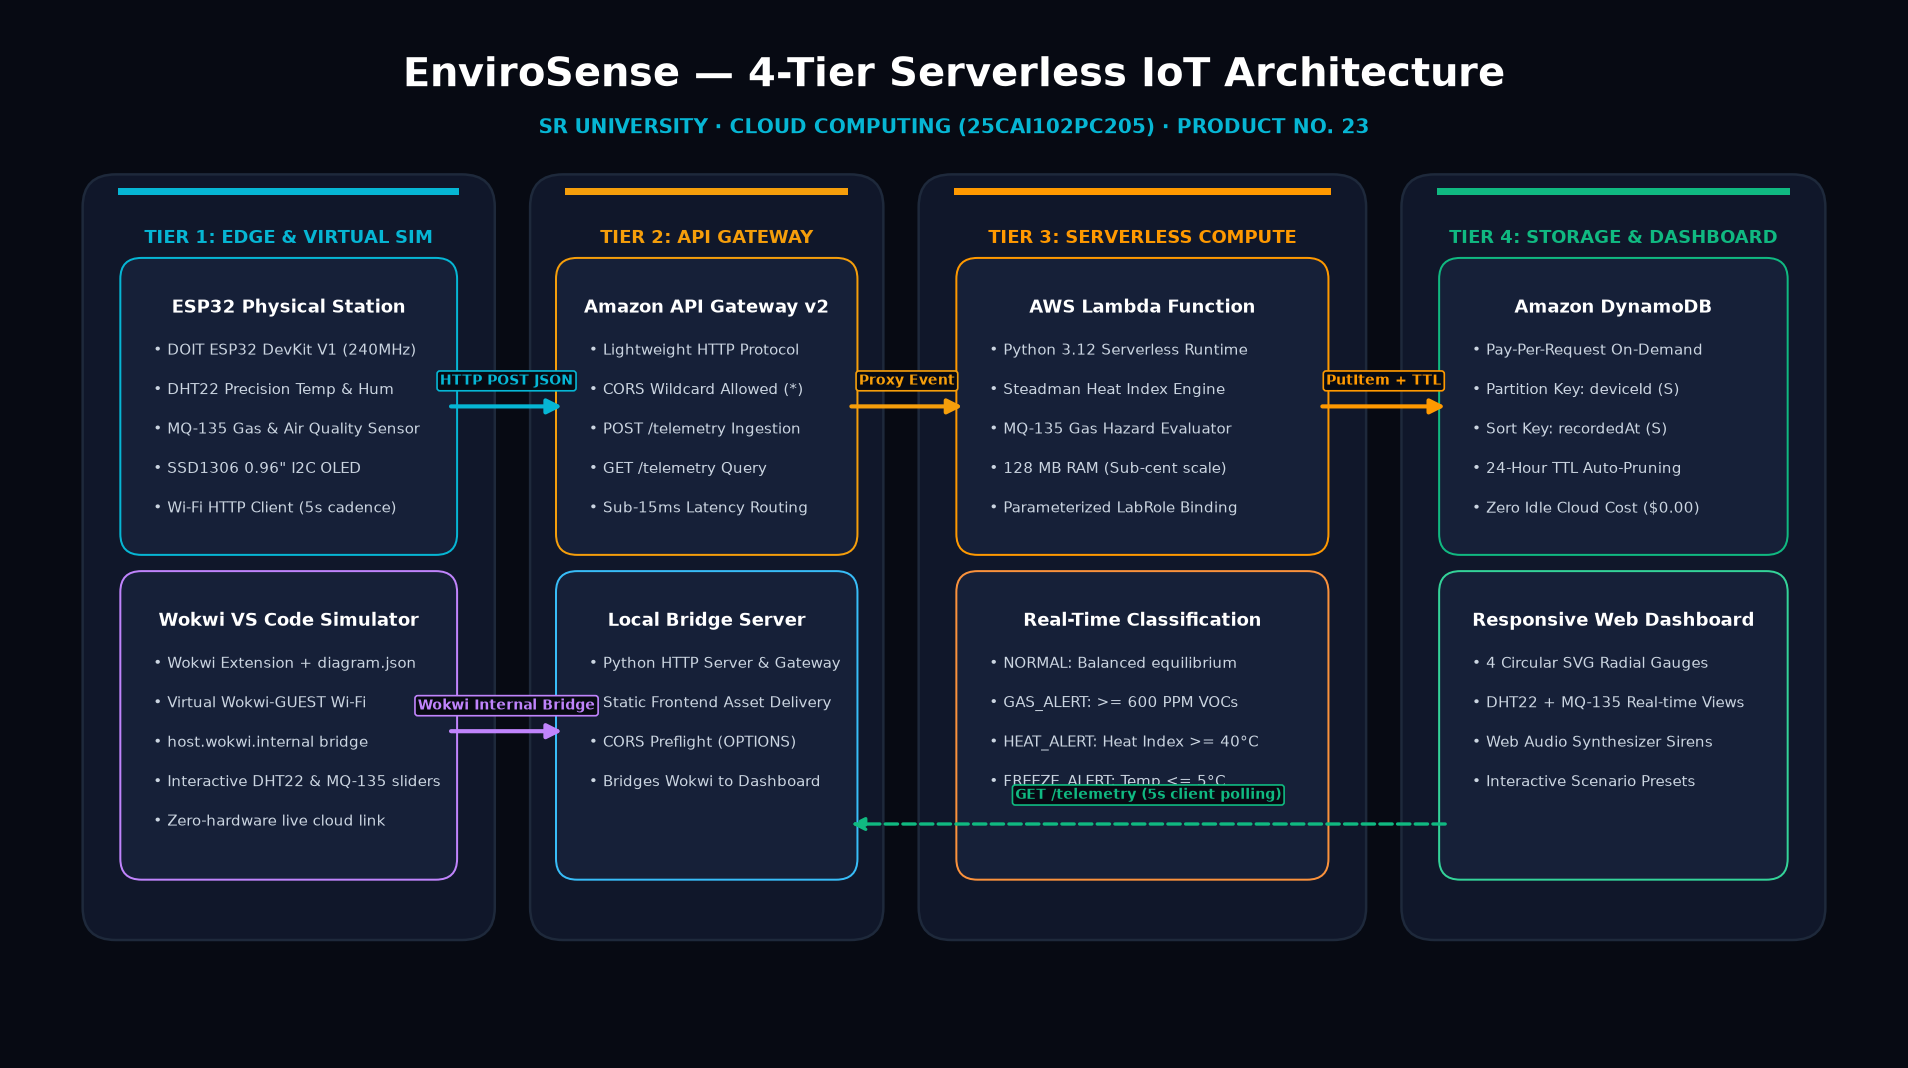 EnviroSense — 4-Tier Serverless IoT Architecture
SR UNIVERSITY · CLOUD COMPUTING (25CAI102PC205) · PRODUCT NO. 23
TIER 1: EDGE & VIRTUAL SIM
ESP32 Physical Station
• DOIT ESP32 DevKit V1 (240MHz)
• DHT22 Precision Temp & Hum
• MQ-135 Gas & Air Quality Sensor
• SSD1306 0.96" I2C OLED
• Wi-Fi HTTP Client (5s cadence)
Wokwi VS Code Simulator
• Wokwi Extension + diagram.json
• Virtual Wokwi-GUEST Wi-Fi
• host.wokwi.internal bridge
• Interactive DHT22 & MQ-135 sliders
• Zero-hardware live cloud link
HTTP POST JSON
Wokwi Internal Bridge
TIER 2: API GATEWAY
Amazon API Gateway v2
• Lightweight HTTP Protocol
• CORS Wildcard Allowed (*)
• POST /telemetry Ingestion
• GET /telemetry Query
• Sub-15ms Latency Routing
Local Bridge Server
• Python HTTP Server & Gateway
Static Frontend Asset Delivery
• CORS Preflight (OPTIONS)
• Bridges Wokwi to Dashboard
Proxy Event
TIER 3: SERVERLESS COMPUTE
AWS Lambda Function
• Python 3.12 Serverless Runtime
• Steadman Heat Index Engine
• MQ-135 Gas Hazard Evaluator
• 128 MB RAM (Sub-cent scale)
• Parameterized LabRole Binding
Real-Time Classification
• NORMAL: Balanced equilibrium
• GAS_ALERT: >= 600 PPM VOCs
• HEAT_ALERT: Heat Index >= 40°C
• FREEZE_ALERT: Temp <= 5°C
GET /telemetry (5s client polling)
PutItem + TTL
TIER 4: STORAGE & DASHBOARD
Amazon DynamoDB
• Pay-Per-Request On-Demand
• Partition Key: deviceId (S)
• Sort Key: recordedAt (S)
• 24-Hour TTL Auto-Pruning
• Zero Idle Cloud Cost ($0.00)
Responsive Web Dashboard
• 4 Circular SVG Radial Gauges
• DHT22 + MQ-135 Real-time Views
• Web Audio Synthesizer Sirens
• Interactive Scenario Presets